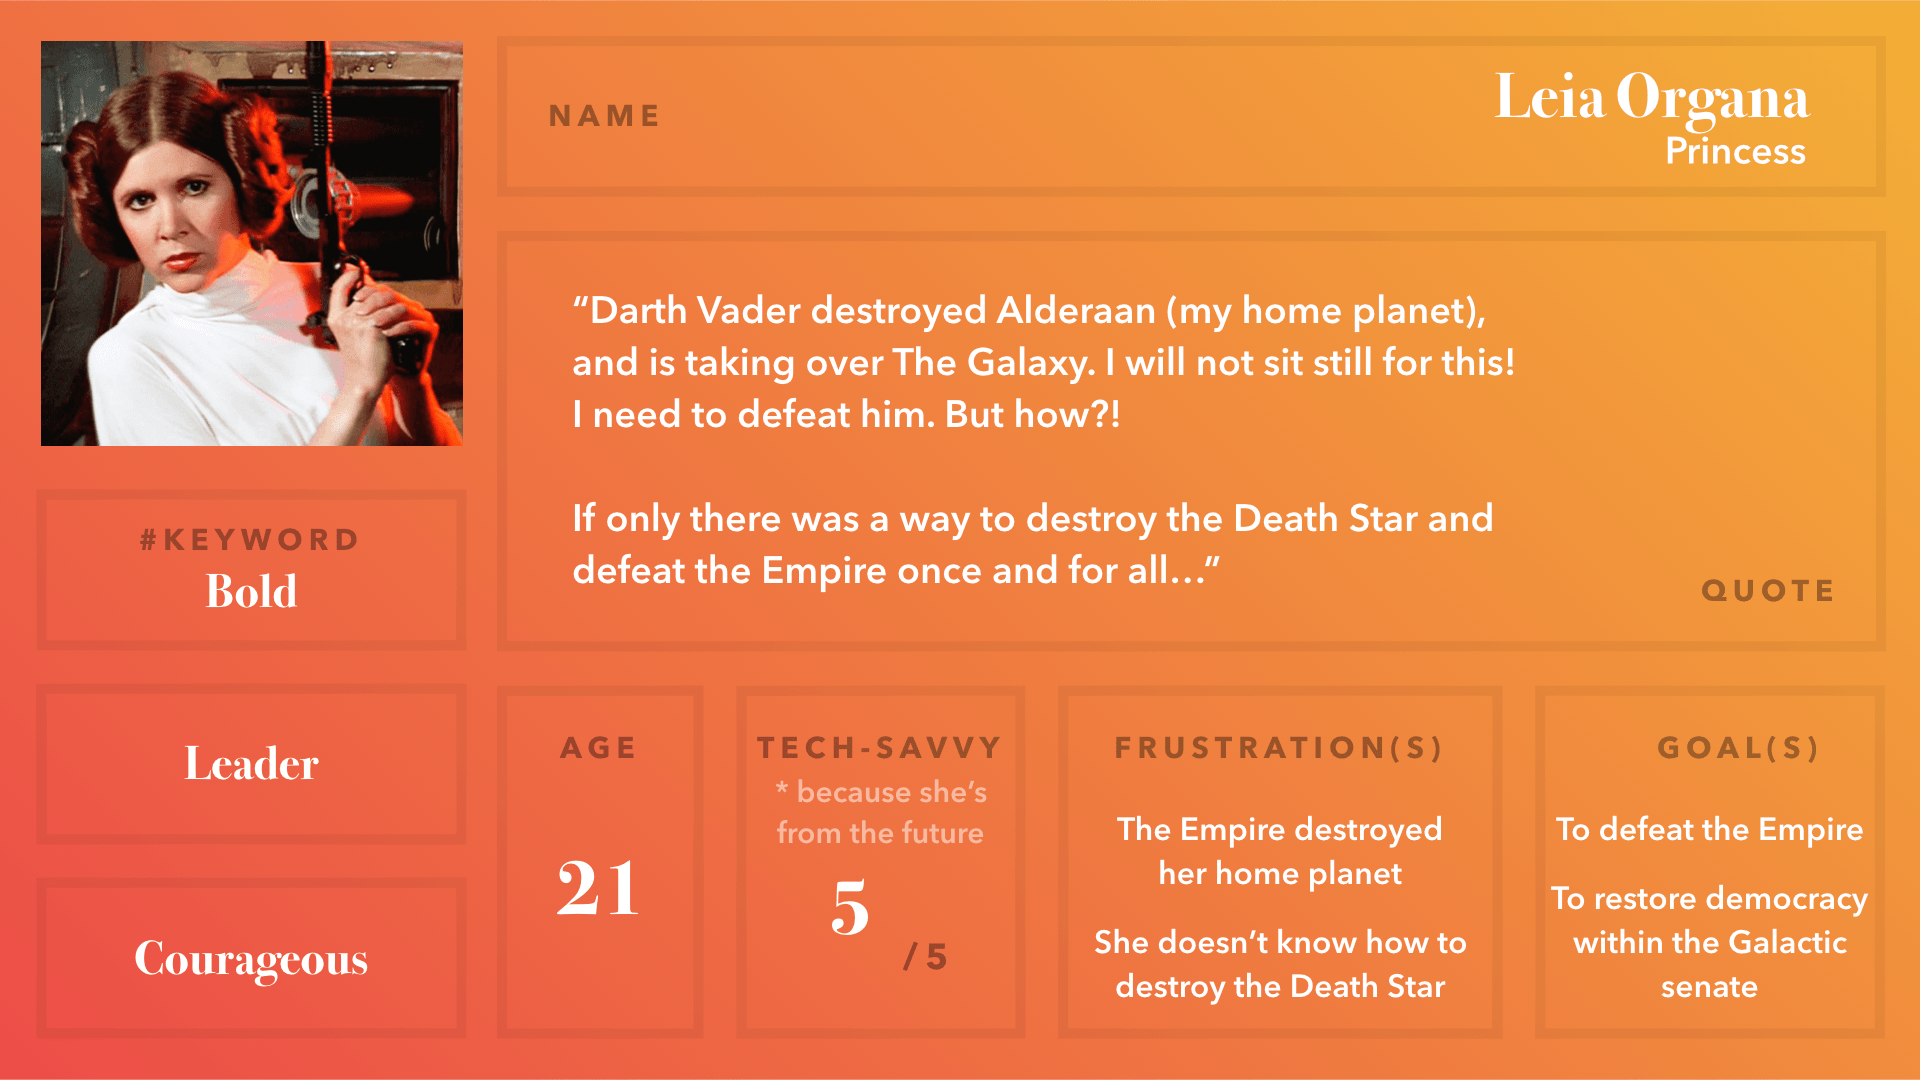 NAME
Leia Organa
Princess
”Darth Vader destroyed Alderaan (my home planet),
and is taking over The Galaxy. I will not sit still for this!
I need to defeat him. But how?!
If only there was a way to destroy the Death Star and
defeat the Empire once and for all...”
QUOTE
#KEYWORD
Bold
Leader
Courageous
AGE
21
TECH-SAVVY
* because she’s
from the future
5
/ 5
FRUSTRATION(S)
The Empire destroyed
her home planet
She doesn’t know how to
destroy the Death Star
GOAL(S)
To defeat the Empire
To restore democracy
within the Galactic
senate